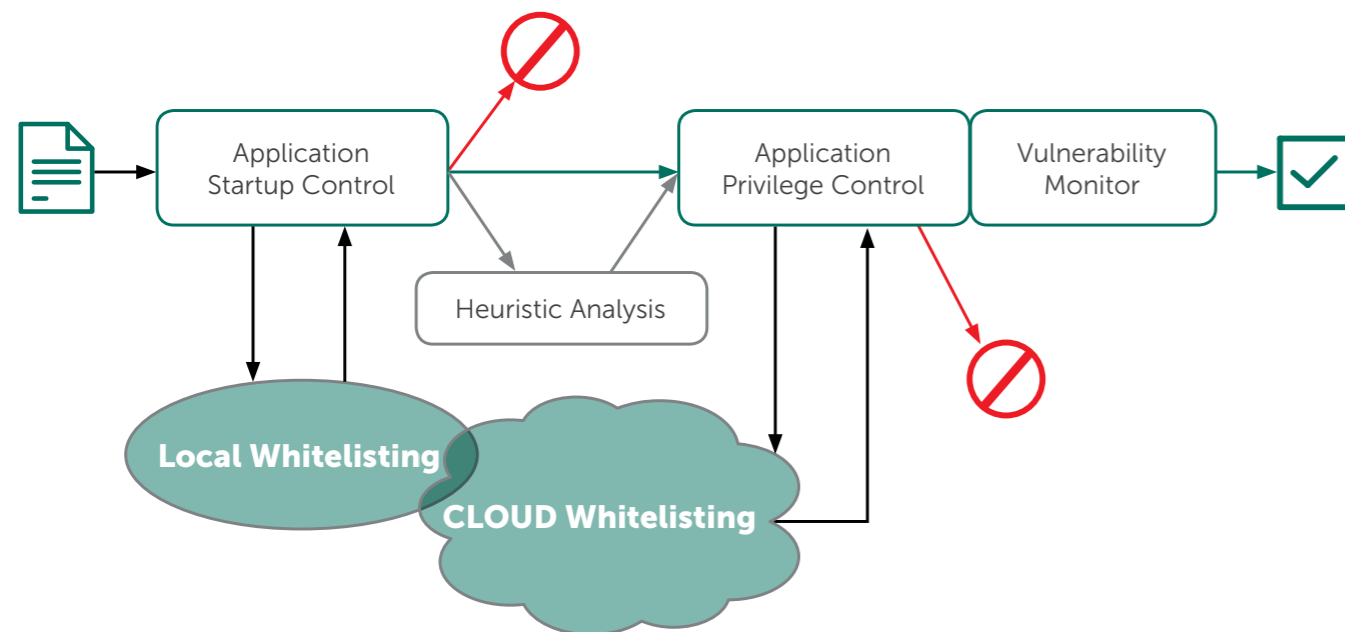 Application
Startup Control
Application
Privilege Control
Vulnerability
Monitor
Heuristic Analysis
Local Whitelisting
CLOUD Whitelisting